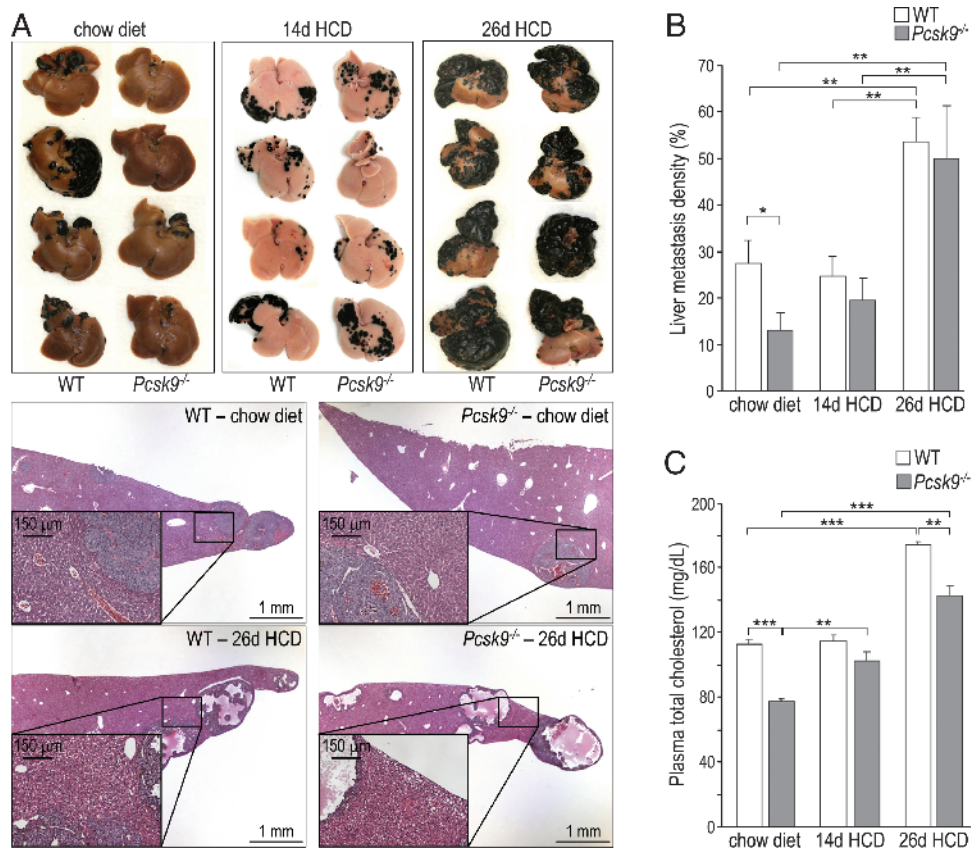 A
chow diet
14d HCD
26d HCD
WT
Pcsk9-/-
WT
Pcsk9-/-
WT
Pcsk9-/-
WT – chow diet
150 μm
1 mm
Pcsk9-/- – chow diet
150 μm
1 mm
WT – 26d HCD
150 μm
1 mm
Pcsk9-/- – 26d HCD
150 μm
1 mm
B
WT
Pcsk9-/-
Liver metastasis density (%)
70
60
50
40
30
20
10
0
**
**
**
**
*
chow diet
14d HCD
26d HCD
C
WT
Pcsk9-/-
Plasma total cholesterol (mg/dL)
200
160
120
80
40
0
***
***
**
***
**
chow diet
14d HCD
26d HCD